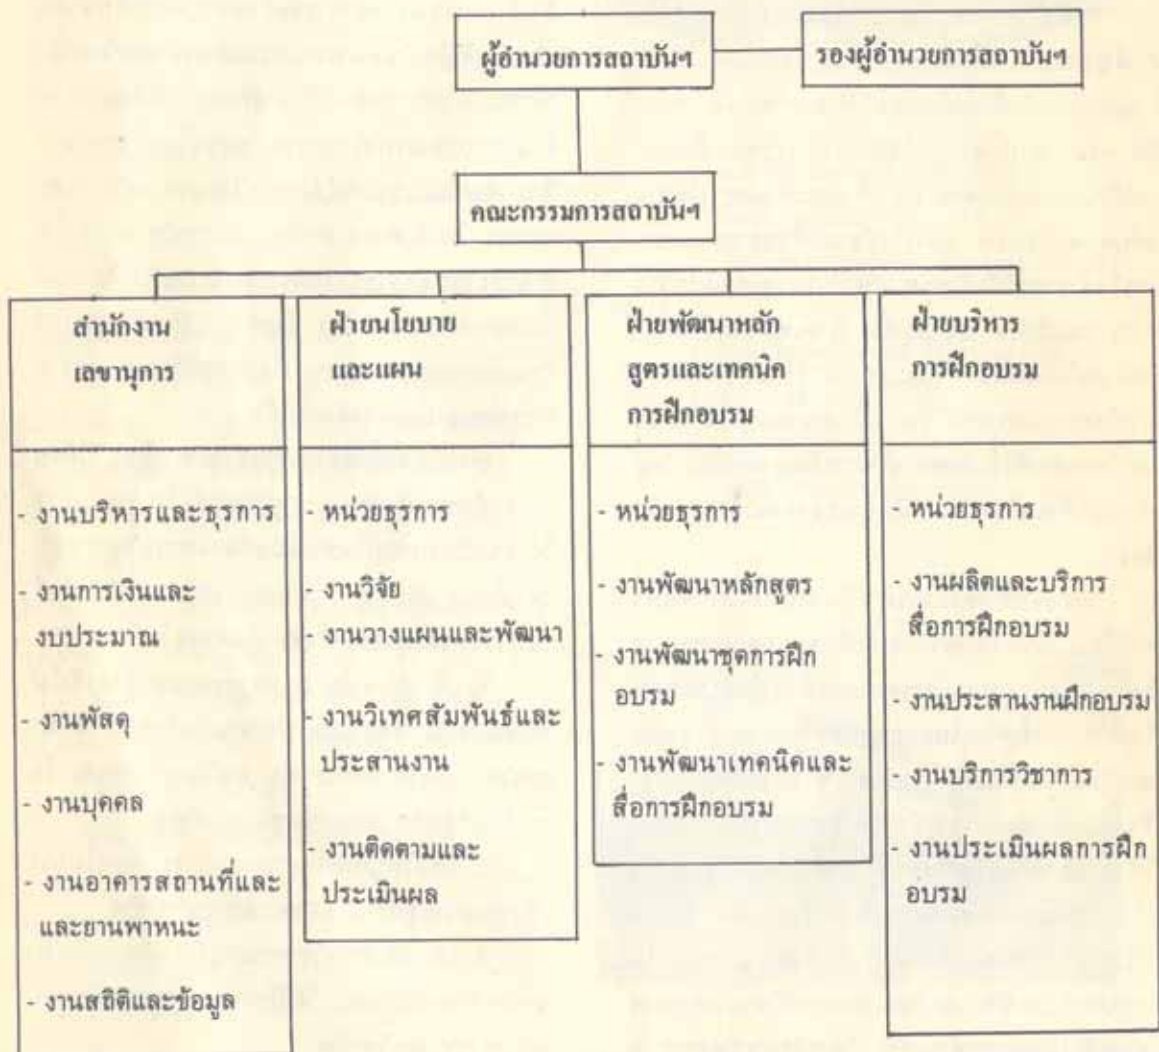 ผู้อำนวยการสถาบันฯ
รองผู้อำนวยการสถาบันฯ
คณะกรรมการสถาบันฯ
สำนักงาน
เลขานุการ
- งานบริหารและธุรการ
- งานการเงินและ
งบประมาณ
- งานพัสดุ
- งานบุคคล
- งานอาคารสถานที่และ
และยานพาหนะ
- งานสถิติและข้อมูล
ฝ่ายนโยบาย
และแผน
- หน่วยธุรการ
- งานวิจัย
- งานวางแผนและพัฒนา
- งานวิเทศสัมพันธ์และ
ประสานงาน
- งานติดตามและ
ประเมินผล
ฝ่ายพัฒนาหลัก
สูตรและเทคนิค
การฝึกอบรม
- หน่วยธุรการ
- งานพัฒนาหลักสูตร
- งานพัฒนาชุดการฝึก
อบรม
- งานพัฒนาเทคนิคและ
สื่อการฝึกอบรม
ฝ่ายบริหาร
การฝึกอบรม
- หน่วยธุรการ
- งานผลิตและบริการ
สื่อการฝึกอบรม
- งานประสานงานฝึกอบรม
- งานบริการวิชาการ
- งานประเมินผลการฝึก
อบรม